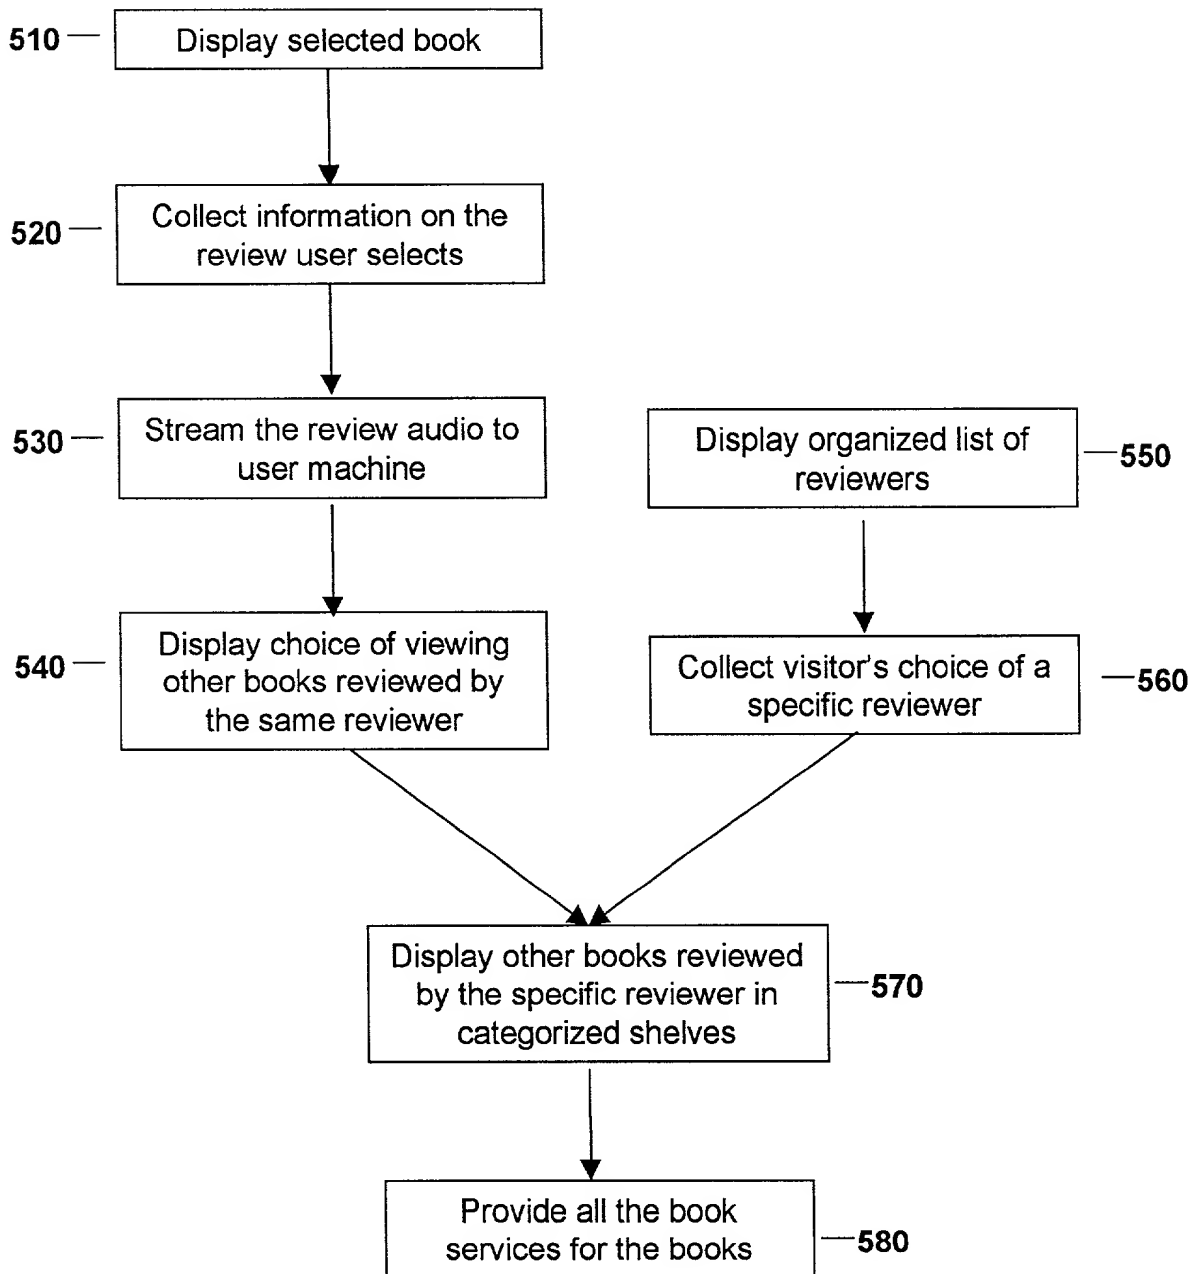 510
Display selected book
520
Collect information on the
review user selects
530
Stream the review audio to
user machine
Display organized list of
reviewers
550
540
Display choice of viewing
other books reviewed by
the same reviewer
Collect visitor's choice of a
specific reviewer
560
Display other books reviewed
by the specific reviewer in
categorized shelves
570
Provide all the book
services for the books
580